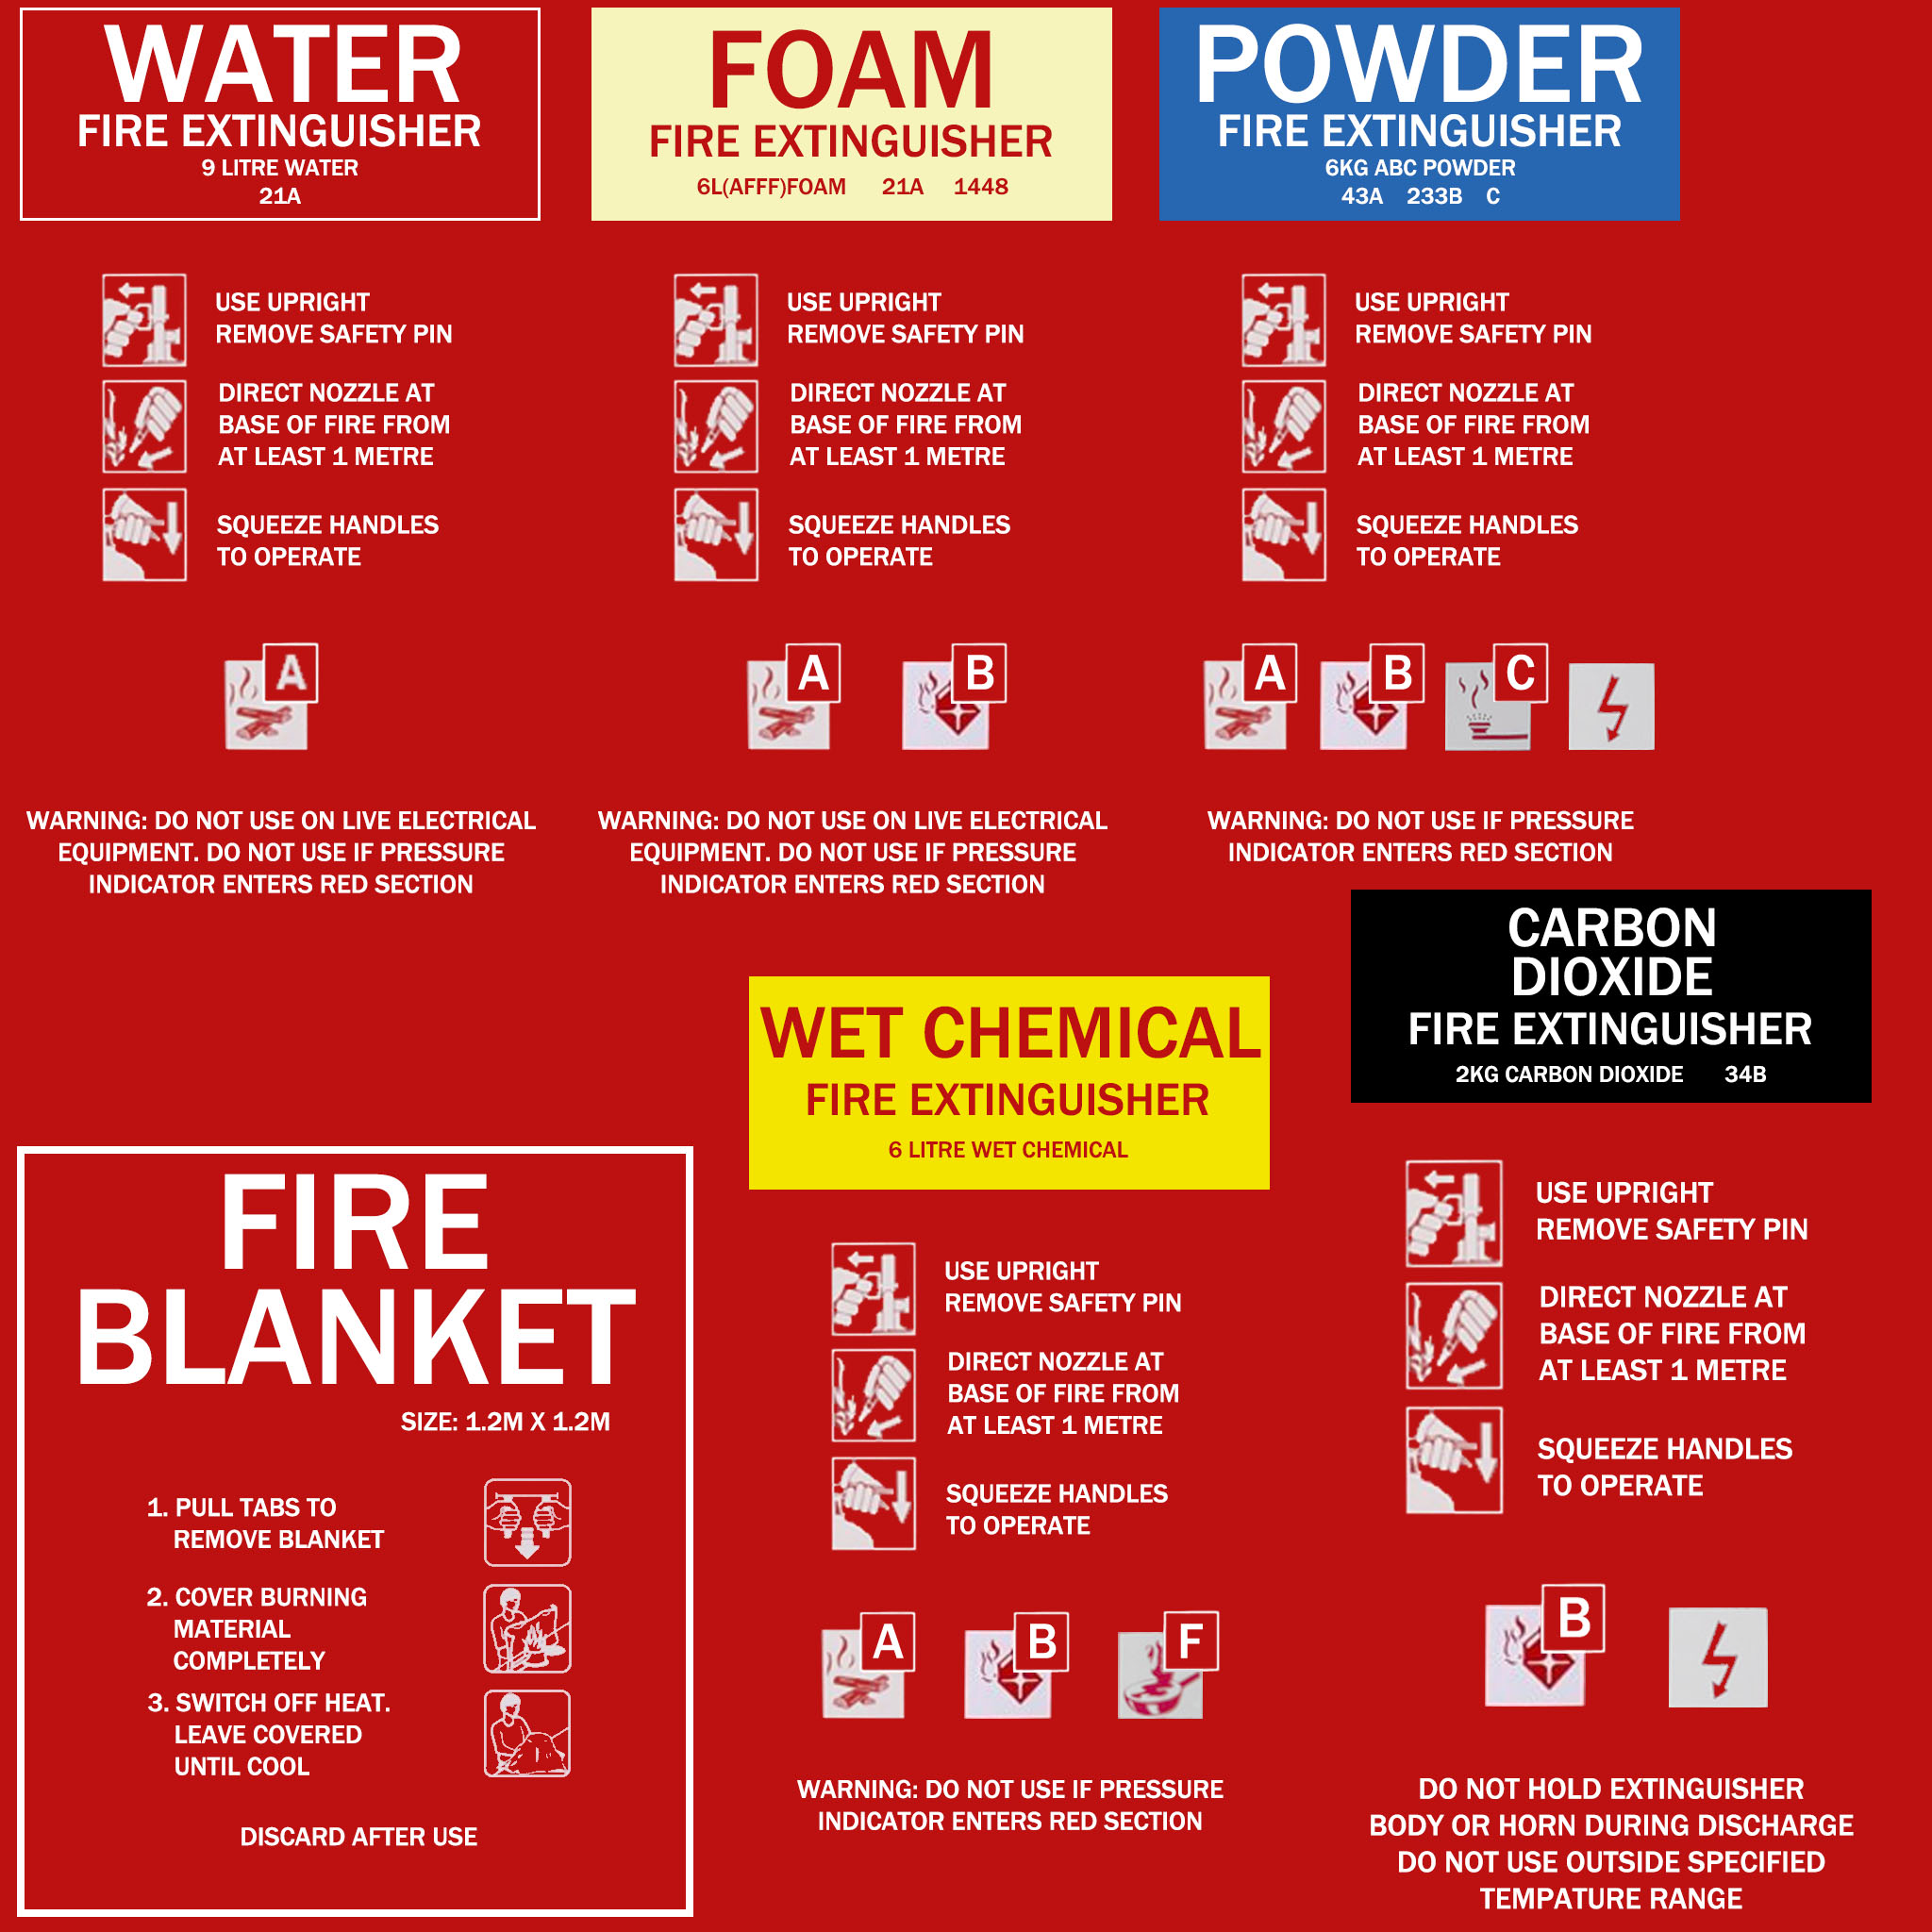 WATER
FIRE EXTINGUISHER
9 LITRE WATER
21A
USE UPRIGHT
REMOVE SAFETY PIN
DIRECT NOZZLE AT
BASE OF FIRE FROM
AT LEAST 1 METRE
SQUEEZE HANDLES
TO OPERATE
A
WARNING: DO NOT USE ON LIVE ELECTRICAL
EQUIPMENT. DO NOT USE IF PRESSURE
INDICATOR ENTERS RED SECTION
FOAM
FIRE EXTINGUISHER
6L(AFFF)FOAM 21A 1448
USE UPRIGHT
REMOVE SAFETY PIN
DIRECT NOZZLE AT
BASE OF FIRE FROM
AT LEAST 1 METRE
SQUEEZE HANDLES
TO OPERATE
A B
WARNING: DO NOT USE ON LIVE ELECTRICAL
EQUIPMENT. DO NOT USE IF PRESSURE
INDICATOR ENTERS RED SECTION
POWDER
FIRE EXTINGUISHER
6KG ABC POWDER
43A 233B C
USE UPRIGHT
REMOVE SAFETY PIN
DIRECT NOZZLE AT
BASE OF FIRE FROM
AT LEAST 1 METRE
SQUEEZE HANDLES
TO OPERATE
A B C
WARNING: DO NOT USE IF PRESSURE
INDICATOR ENTERS RED SECTION
FIRE
BLANKET
SIZE: 1.2M X 1.2M
1. PULL TABS TO
REMOVE BLANKET
2. COVER BURNING
MATERIAL
COMPLETELY
3. SWITCH OFF HEAT.
LEAVE COVERED
UNTIL COOL
DISCARD AFTER USE
WET CHEMICAL
FIRE EXTINGUISHER
6 LITRE WET CHEMICAL
USE UPRIGHT
REMOVE SAFETY PIN
DIRECT NOZZLE AT
BASE OF FIRE FROM
AT LEAST 1 METRE
SQUEEZE HANDLES
TO OPERATE
A B F
WARNING: DO NOT USE IF PRESSURE
INDICATOR ENTERS RED SECTION
CARBON
DIOXIDE
FIRE EXTINGUISHER
2KG CARBON DIOXIDE 34B
USE UPRIGHT
REMOVE SAFETY PIN
DIRECT NOZZLE AT
BASE OF FIRE FROM
AT LEAST 1 METRE
SQUEEZE HANDLES
TO OPERATE
B
DO NOT HOLD EXTINGUISHER
BODY OR HORN DURING DISCHARGE
DO NOT USE OUTSIDE SPECIFIED
TEMPATURE RANGE